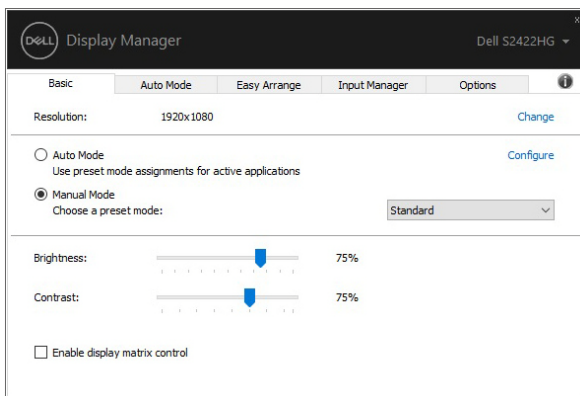 DELL Display Manager
Dell S2422HG
Basic Auto Mode Easy Arrange Input Manager Options
Resolution: 1920x1080 Change
Auto Mode Configure
Use preset mode assignments for active applications
Manual Mode
Choose a preset mode: Standard
Brightness: 75%
Contrast: 75%
Enable display matrix control